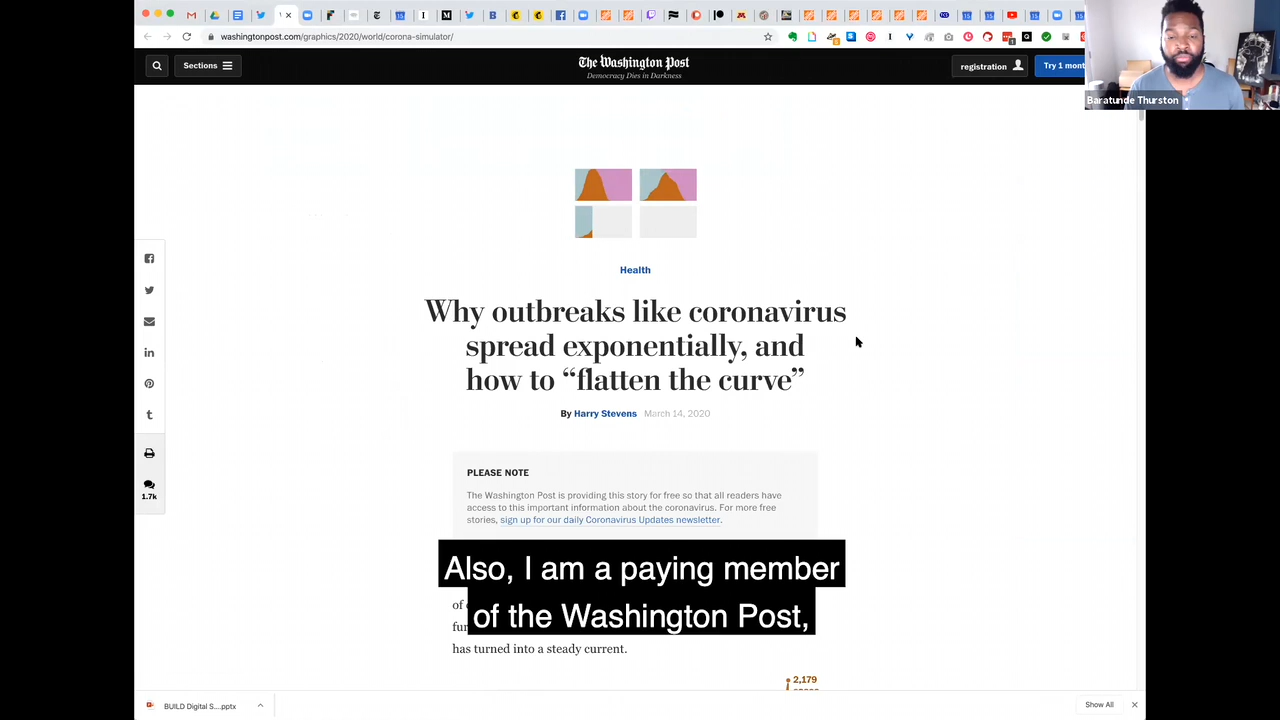 washingtonpost.com/graphics/2020/world/corona-simulator/
Sections
The Washington Post
Democracy Dies in Darkness
registration
Try 1 mont
Baratunde Thurston
Health
Why outbreaks like coronavirus
spread exponentially, and
how to “flatten the curve”
By Harry Stevens March 14, 2020
1.7k
PLEASE NOTE
The Washington Post is providing this story for free so that all readers have
access to this important information about the coronavirus. For more free
stories, sign up for our daily Coronavirus Updates newsletter.
Also, I am a paying member
of the Washington Post,
of
has turned into a steady current.
2,179
BUILD Digital S....pptx
Show All